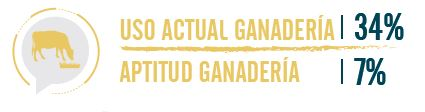 USO ACTUAL GANADERÍA | 34%
APTITUD GANADERÍA | 7%